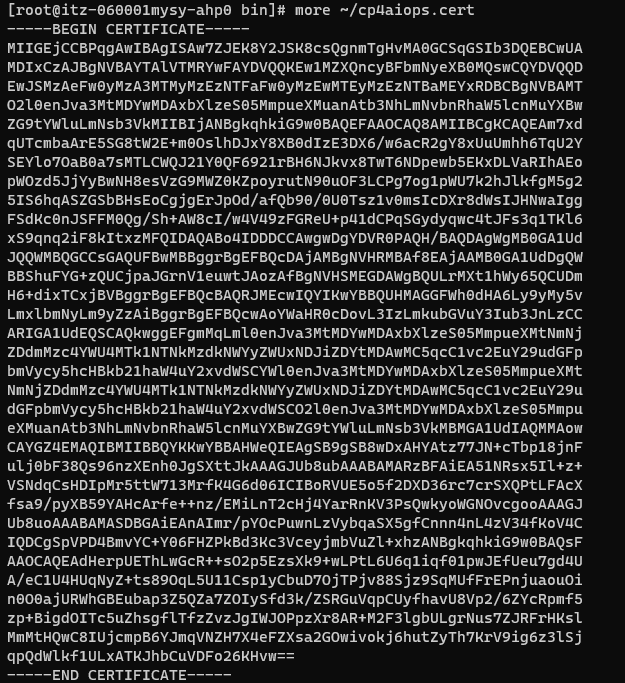 [root@itz-060001mysy-ahp0 bin]# more ~/cp4aiops.cert
-----BEGIN CERTIFICATE-----
MIIGEjCCBPqgAwIBAgISAw7ZJEK8Y2JSK8csQgnmTgHvMA0GCSqGSIb3DQEBCwUA
MDIxCzAJBgNVBAYTAlVTMRYwFAYDVQQKEw1MZXQncyBFbmNyeXB0MQswCQYDVQQD
EwJSMzAeFw0yMzA3MTMyMzEzNTFaFw0yMzEwMTEyMzEzNTBaMEYxRDBCBgNVBAMT
O2l0enJva3MtMDYwMDAxbXlzeS05MmpueXMuanAtb3NhLmNvbnRhaW5lcnMuYXBw
ZG9tYWluLmNsb3VkMIIBIjANBgkqhkiG9w0BAQEFAAOCAQ8AMIIBCgKCAQEAm7xd
qUTcmbaArE5SG8tW2E+m0OslhDJxY8XB0dIzE3DX6/w6acR2gY8xUuUmhh6TqU2Y
SEYlo7OaB0a7sMTLCWQJ21Y0QF6921rBH6NJkvx8TwT6NDpewb5EKxDLVaRIhAEo
pWOzd5JjYyBwNH8esVzG9MWZ0KZpoyrutN90uOF3LCPg7og1pWU7k2hJlkfgM5g2
5IS6hqASZGSbBHsEoCgjgErJpOd/afQb90/0U0Tsz1v0msIcDXr8dWsIJHNwaIgg
FSdKc0nJSFFM0Qg/Sh+AW8cI/w4V49zFGReU+p41dCPqSGydyqwc4tJFs3q1TKl6
xS9qnq2iF8kItxzMFQIDAQABo4IDDDCCAwgwDgYDVR0PAQH/BAQDAgWgMB0GA1Ud
JQQWMBQGCCsGAQUFBwMBBggrBgEFBQcDAjAMBgNVHRMBAf8EAjAAMB0GA1UdDgQW
BBShuFYG+zQUCjpaJGrnV1euwtJAozAfBgNVHSMEGDAWgBQULrMXt1hWy65QCUDm
H6+dixTCxjBVBggrBgEFBQcBAQRJMEcwIQYIKwYBBQUHMAGGFWh0dHA6Ly9yMy5v
LmxlbmNyLm9yZzAiBggrBgEFBQcwAoYWaHR0cDovL3IzLmkubGVuY3Iub3JnLzCC
ARIGA1UdEQSCAQkwggEFgmMqLml0enJva3MtMDYwMDAxbXlzeS05MmpueXMtNmNj
ZDdmMzc4YWU4MTk1NTNkMzdkNWYyZWUxNDJiZDYtMDAwMC5qcC1vc2EuY29udGFp
bmVycy5hcHBkb21haW4uY2xvdWSCYWl0enJva3MtMDYwMDAxbXlzeS05MmpueXMt
NmNjZDdmMzc4YWU4MTk1NTNkMzdkNWYyZWUxNDJiZDYtMDAwMC5qcC1vc2EuY29u
dGFpbmVycy5hcHBkb21haW4uY2xvdWSCO2l0enJva3MtMDYwMDAxbXlzeS05Mmpu
eXMuanAtb3NhLmNvbnRhaW5lcnMuYXBwZG9tYWluLmNsb3VkMBMGA1UdIAQMMAow
CAYGZ4EMAQIBMIIBBQYKKwYBBAHWeQIEAgSB9gSB8wDxAHYAtz77JN+cTbp18jnF
ulj0bF38Qs96nzXEnh0JgSXttJkAAAGJUb8ubAAABAMARzBFAiEA51NRsx5Il+z+
VSNdqCsHDIpMr5ttW713MrfK4G6d06ICIBoRVUE5o5f2DXD36rc7crSXQPtLFAcX
fsa9/pyXB59YAHcArfe++nz/EMiLnT2cHj4YarRnKV3PsQwkyoWGNOvcgooAAAGJ
Ub8uoAAABAMASDBGAiEAnAImr/pYOcPuwnLzVybqaSX5gfCnnn4nL4zV34fKoV4C
IQDCgSpVPD4BmvYC+Y06FHZPkBd3Kc3VceyjmbVuZl+xhzANBgkqhkiG9w0BAQsF
AAOCAQEAdHerpUEThLwGcR++sO2p5EzsXk9+wLPtL6U6q1iqf01pwJEfUeu7gd4U
A/eC1U4HUqNyZ+ts89OqL5U11Csp1yCbuD7OjTPjv88Sjz9SqMUfFrEPnjuaouOi
n0O0ajURWhGBEubap3Z5QZa7ZOIySfd3k/ZSRGuVqpCUyfhavU8Vp2/6ZYcRpmf5
zp+BigdOITc5uZhsgflTfzZvzJgIWJOPpzXr8AR+M2F3lgbULgrNus7ZJRFrHKsl
MmMtHQwC8IUjcmpB6YJmqVNZH7X4eFZXsa2GOwivokj6hutZyTh7KrV9ig6z3lSj
qpQdWlkf1ULxATKJhbCuVDFo26KHvw==
-----END CERTIFICATE-----